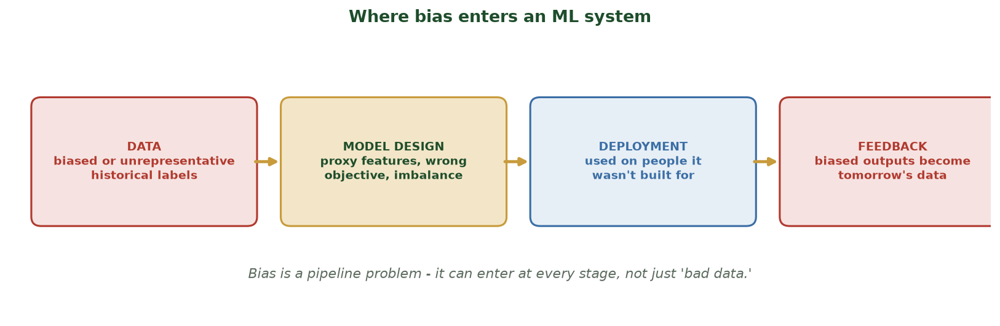 Where bias enters an ML system
DATA
biased or unrepresentative
historical labels
MODEL DESIGN
proxy features, wrong
objective, imbalance
DEPLOYMENT
used on people it
wasn't built for
FEEDBACK
biased outputs become
tomorrow's data
Bias is a pipeline problem - it can enter at every stage, not just 'bad data.'